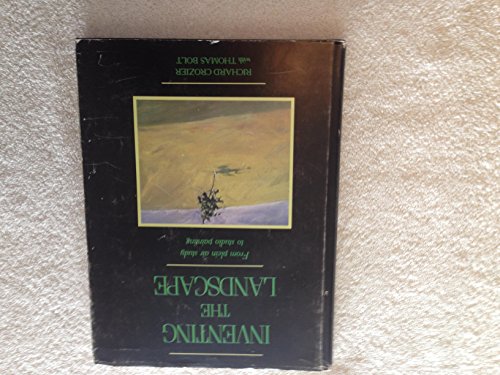 INVENTING
THE
LANDSCAPE
From plein air study
to studio painting
RICHARD CROZIER
with THOMAS BOLT